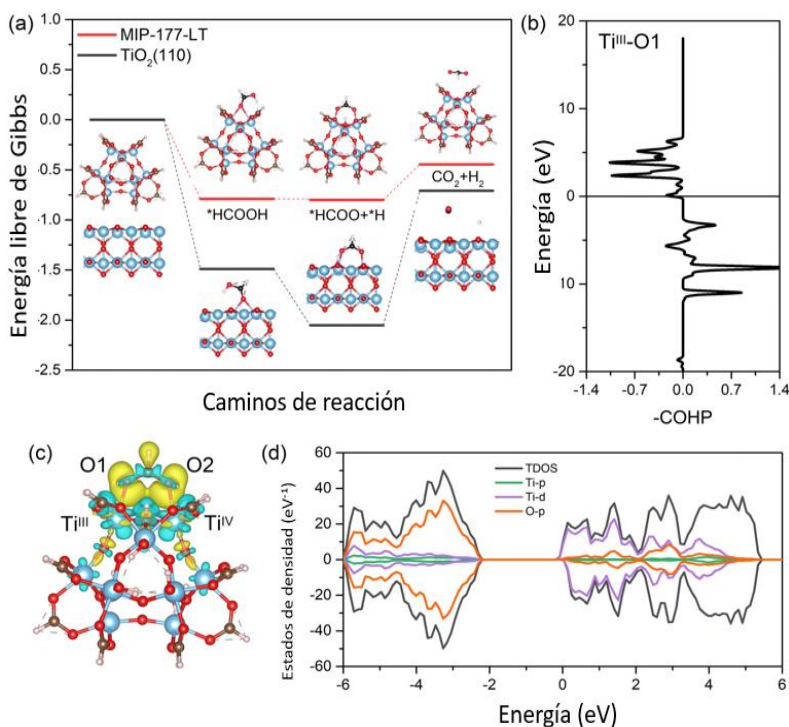 (a)
MIP-177-LT
TiO₂(110)
Energía libre de Gibbs
1.0
0.5
0.0
-0.5
-1.0
-1.5
-2.0
-2.5
*HCOOH
*HCOO+*H
CO₂+H₂
Caminos de reacción
(b)
Tiᴵᴵᴵ-O1
Energía (eV)
20
10
0
10
-20
-1.4 -0.7 0.0 0.7 1.4
-COHP
(c)
O1 O2
Tiᴵᴵᴵ Tiᴵⱽ
(d)
TDOS
Ti-p
Ti-d
O-p
Estados de densidad (eV⁻¹)
60
40
20
0
-20
-40
-60
-6 -4 -2 0 2 4 6
Energía (eV)